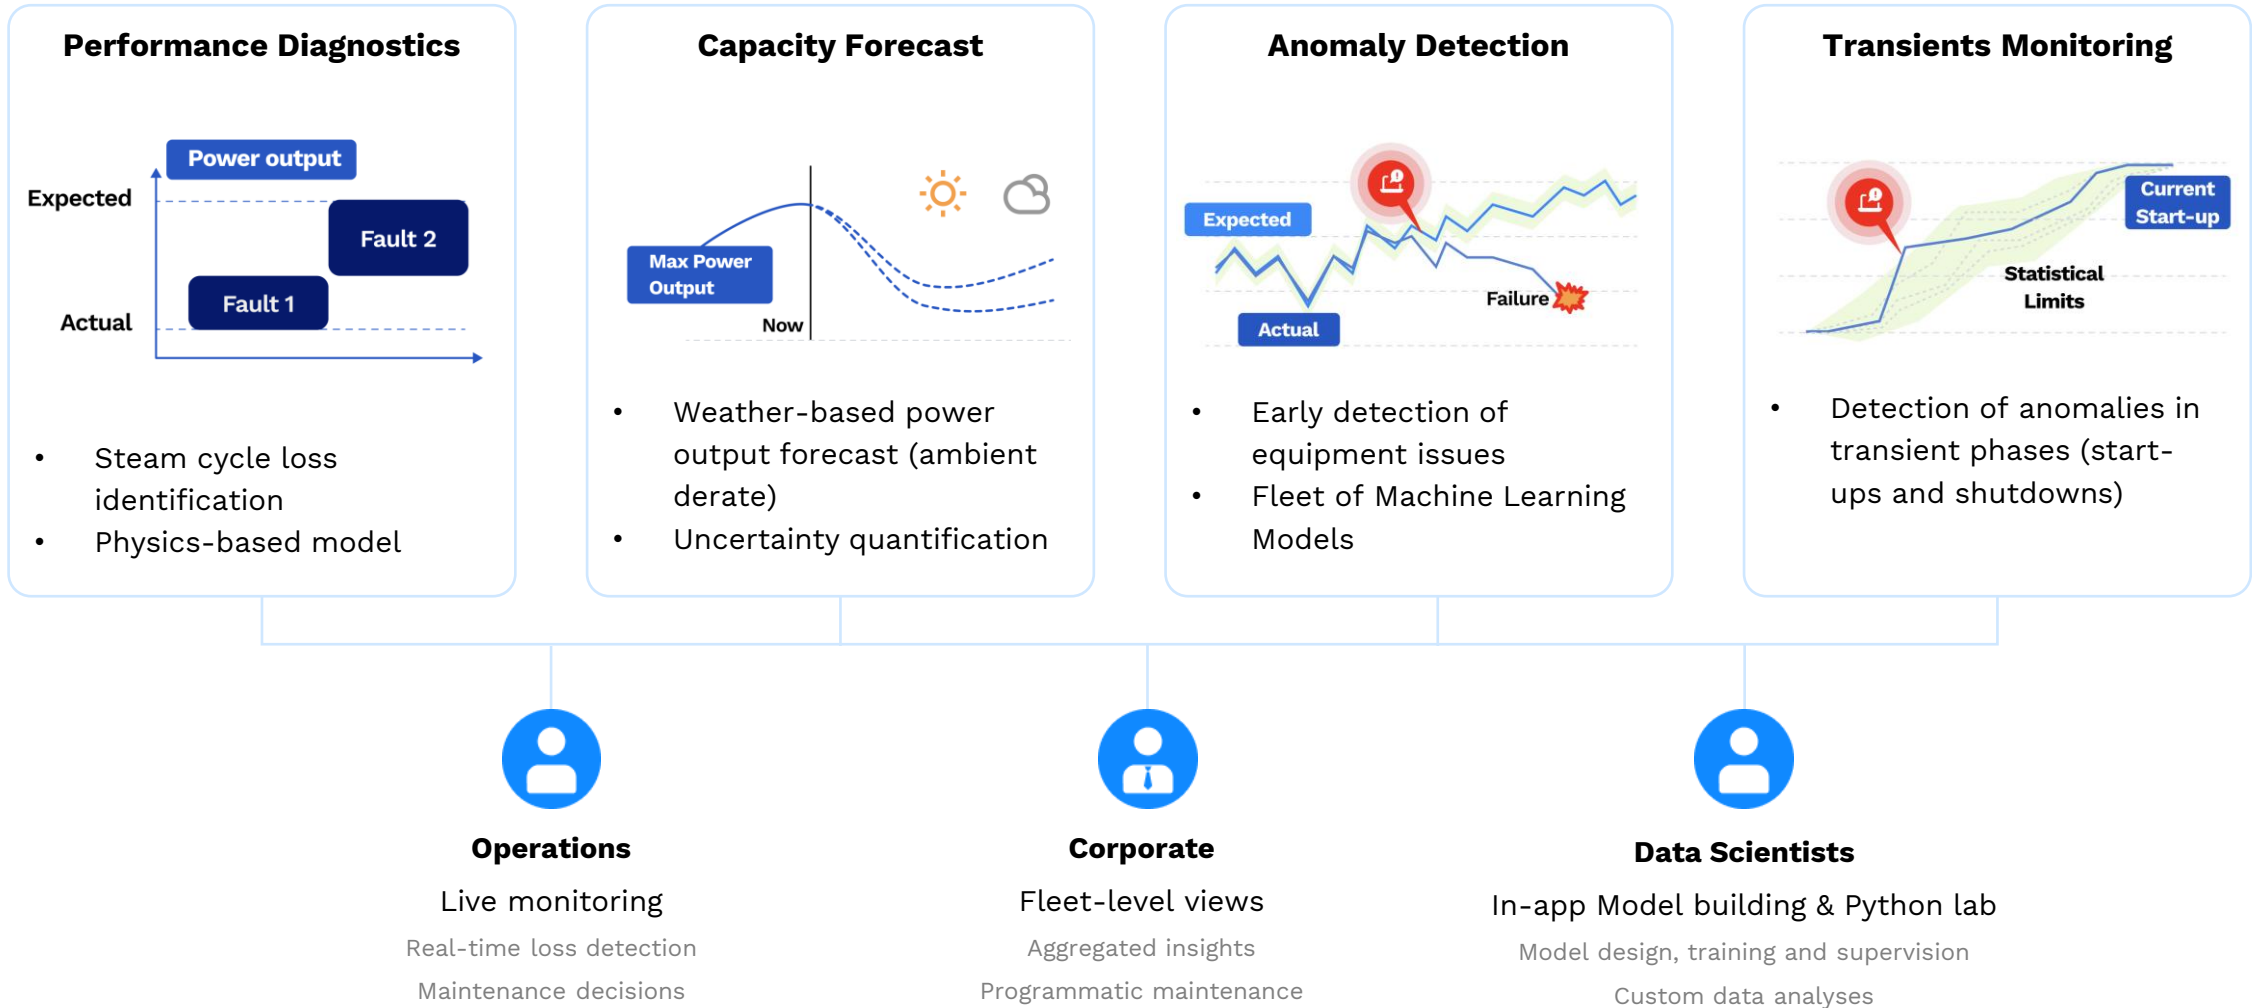 Performance Diagnostics
Power output
Expected
Fault 2
Fault 1
Actual
• Steam cycle loss
identification
• Physics-based model
Capacity Forecast
Max Power
Output
Now
• Weather-based power
output forecast (ambient
derate)
• Uncertainty quantification
Anomaly Detection
Expected
Failure
Actual
• Early detection of
equipment issues
• Fleet of Machine Learning
Models
Transients Monitoring
Current
Start-up
Statistical
Limits
• Detection of anomalies in
transient phases (start-
ups and shutdowns)
Operations
Live monitoring
Real-time loss detection
Maintenance decisions
Corporate
Fleet-level views
Aggregated insights
Programmatic maintenance
Data Scientists
In-app Model building & Python lab
Model design, training and supervision
Custom data analyses